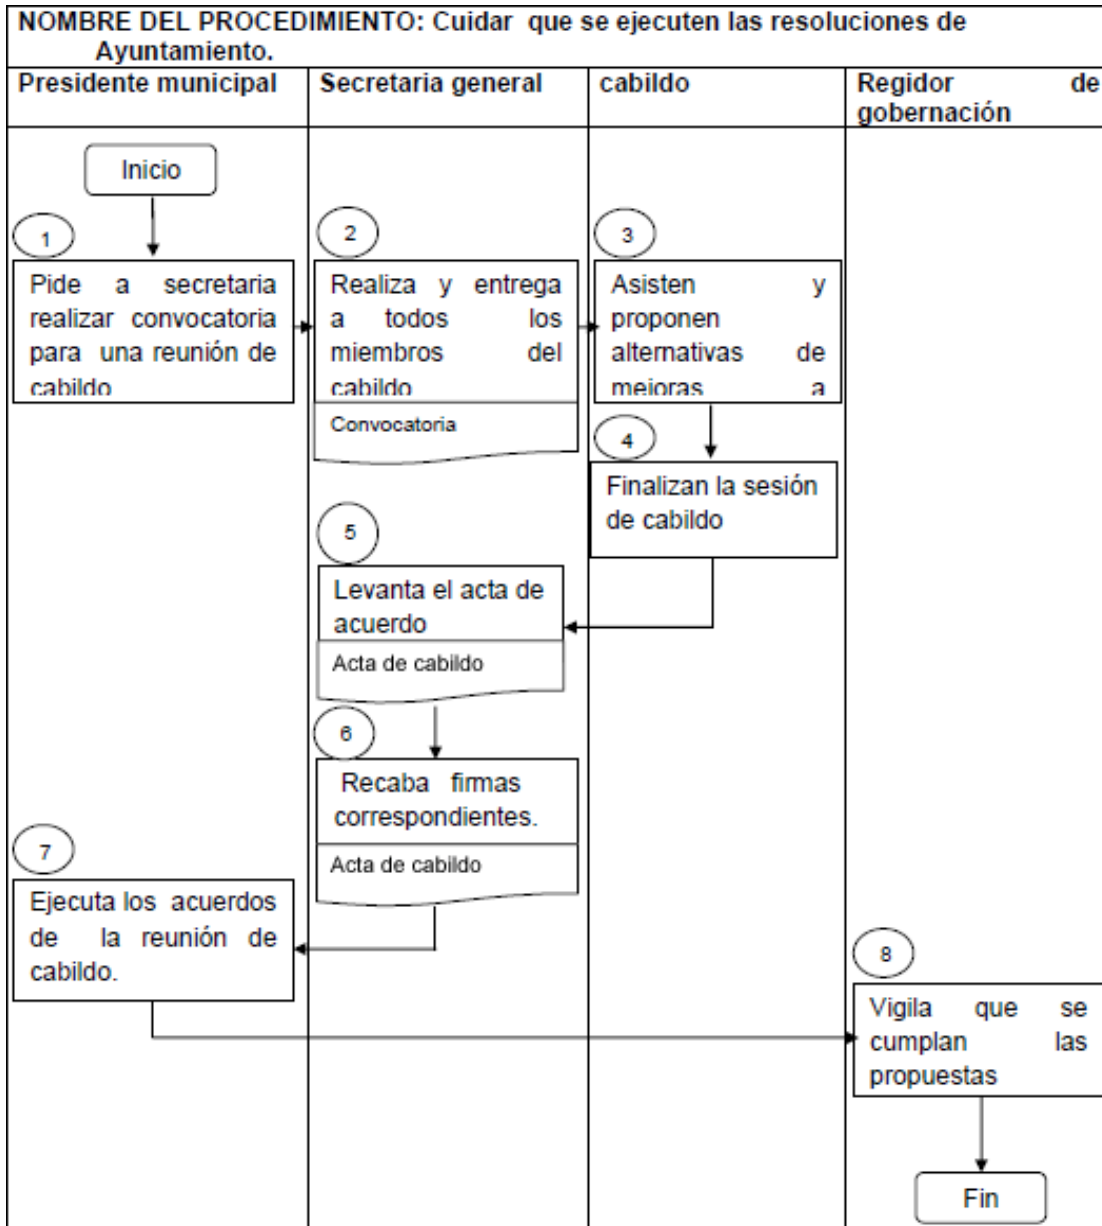 NOMBRE DEL PROCEDIMIENTO: Cuidar que se ejecuten las resoluciones de
Ayuntamiento.
Presidente municipal
Secretaria general
cabildo
Regidor de
gobernación
Inicio
1
Pide a secretaria
realizar convocatoria
para una reunión de
cabildo
2
Realiza y entrega
a todos los
miembros del
cabildo
Convocatoria
3
Asisten y
proponen
alternativas de
mejoras a
4
Finalizan la sesión
de cabildo
5
Levanta el acta de
acuerdo
Acta de cabildo
6
Recaba firmas
correspondientes.
Acta de cabildo
7
Ejecuta los acuerdos
de la reunión de
cabildo.
8
Vigila que se
cumplan las
propuestas
Fin